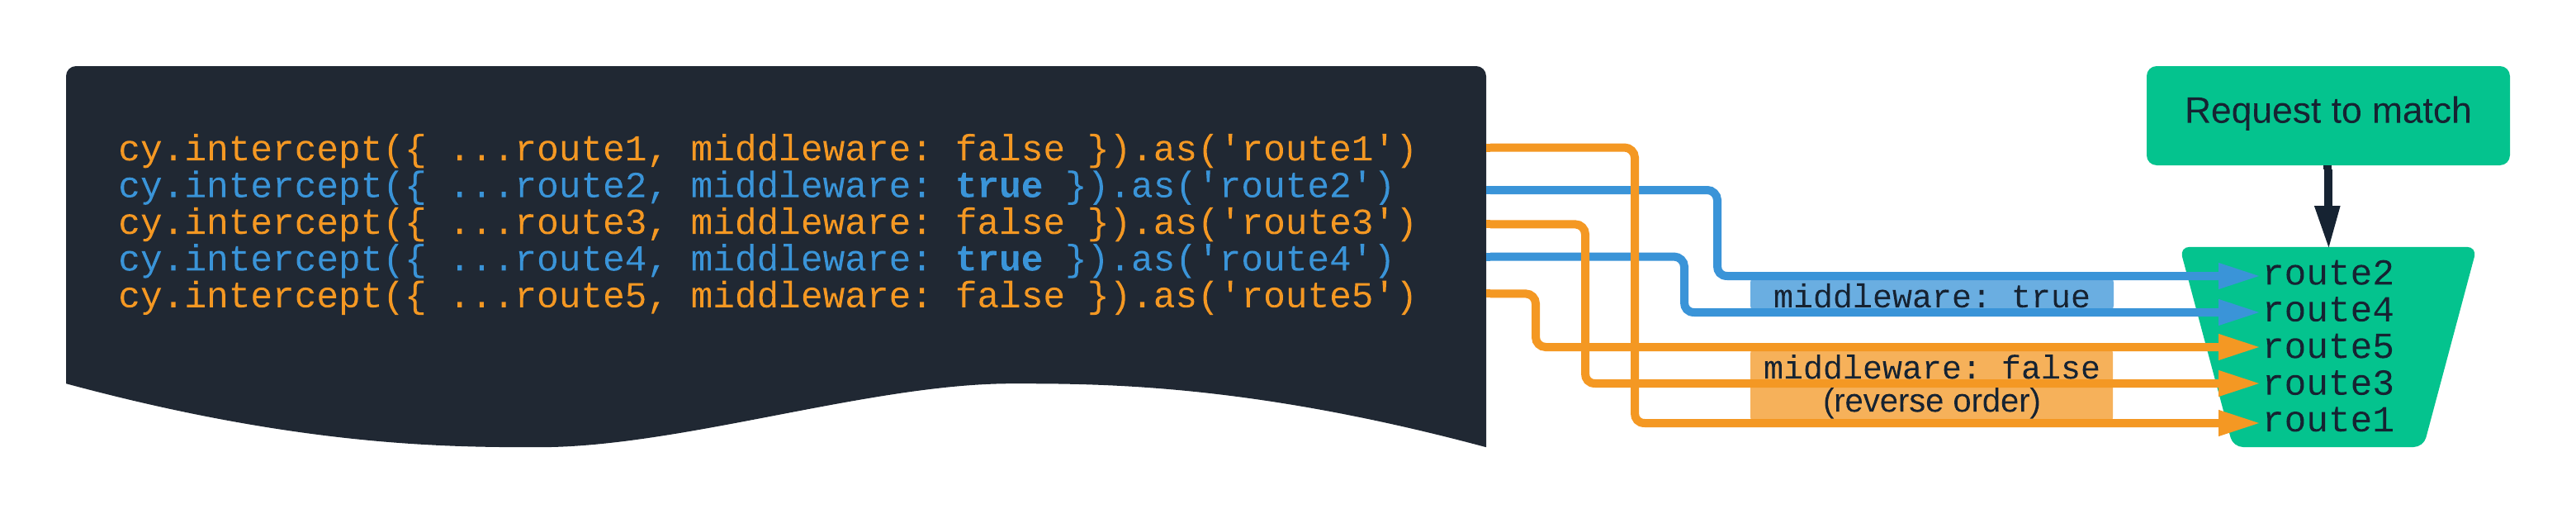 cy.intercept({ ...route1, middleware: false }).as('route1')
cy.intercept({ ...route2, middleware: true }).as('route2')
cy.intercept({ ...route3, middleware: false }).as('route3')
cy.intercept({ ...route4, middleware: true }).as('route4')
cy.intercept({ ...route5, middleware: false }).as('route5')
middleware: true
middleware: false
(reverse order)
Request to match
route2
route4
route5
route3
route1